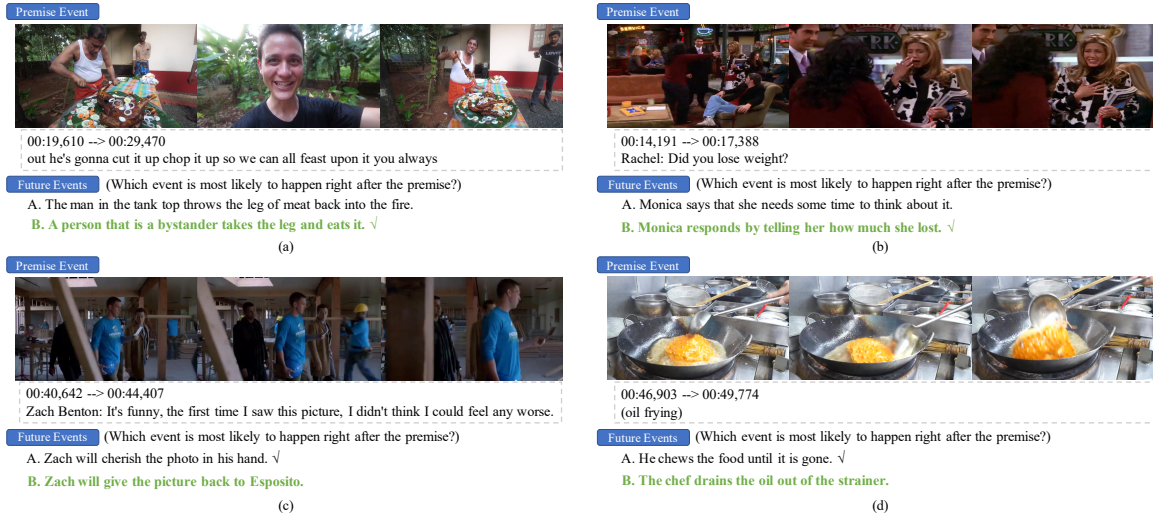 Premise Event
00:19,610 --> 00:29,470
out he's gonna cut it up chop it up so we can all feast upon it you always
Future Events (Which event is most likely to happen right after the premise?)
A. The man in the tank top throws the leg of meat back into the fire.
B. A person that is a bystander takes the leg and eats it. √
(a)
Premise Event
SERVICE
ERK
ERK
00:14,191 --> 00:17,388
Rachel: Did you lose weight?
Future Events (Which event is most likely to happen right after the premise?)
A. Monica says that she needs some time to think about it.
B. Monica responds by telling her how much she lost. √
(b)
Premise Event
00:40,642 --> 00:44,407
Zach Benton: It's funny, the first time I saw this picture, I didn't think I could feel any worse.
Future Events (Which event is most likely to happen right after the premise?)
A. Zach will cherish the photo in his hand. √
B. Zach will give the picture back to Esposito.
(c)
Premise Event
00:46,903 --> 00:49,774
(oil frying)
Future Events (Which event is most likely to happen right after the premise?)
A. He chews the food until it is gone. √
B. The chef drains the oil out of the strainer.
(d)